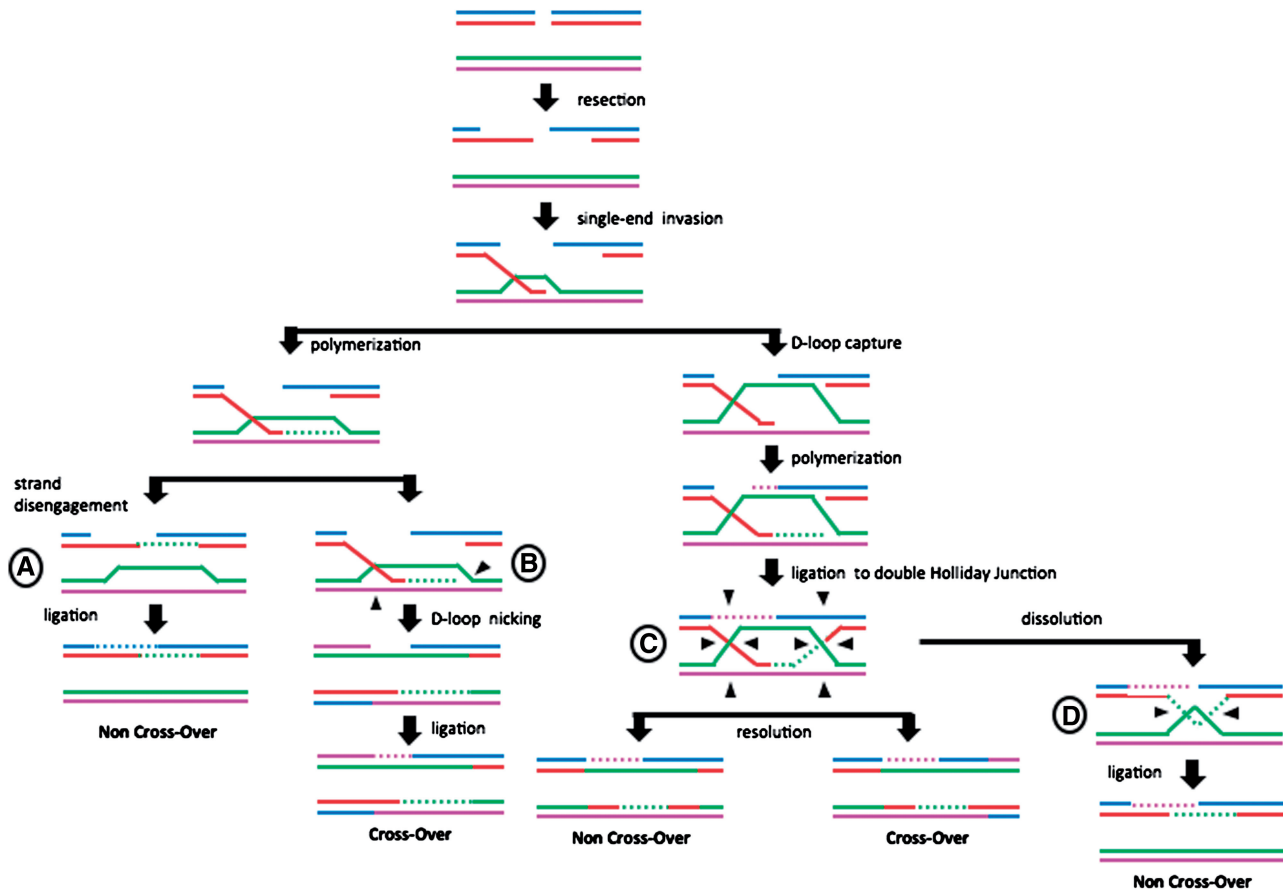 resection
single-end invasion
polymerization
D-loop capture
polymerization
strand
disengagement
A
B
ligation
D-loop nicking
ligation to double Holliday Junction
C
dissolution
D
Non Cross-Over
ligation
resolution
ligation
Cross-Over
Non Cross-Over
Cross-Over
Non Cross-Over